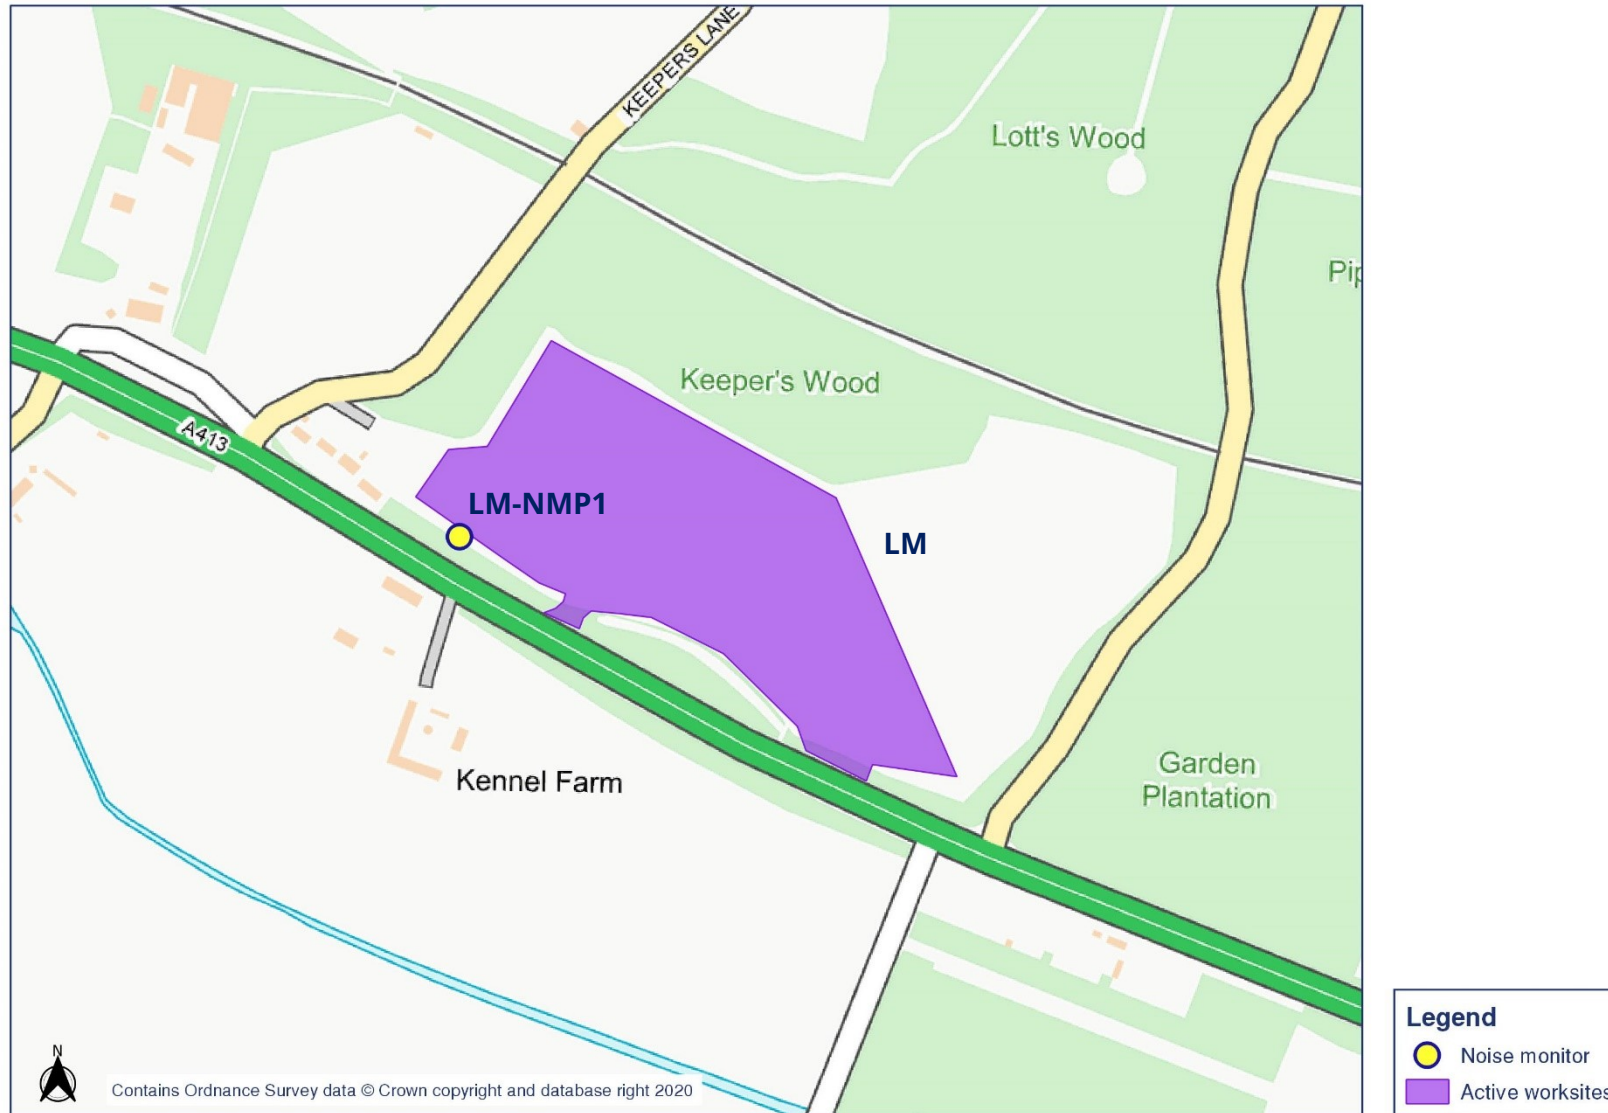 KEEPERS LANE
Lott's Wood
Pip
Keeper's Wood
A413
LM-NMP1
LM
Kennel Farm
Garden
Plantation
N
Contains Ordnance Survey data © Crown copyright and database right 2020
Legend
Noise monitor
Active worksites